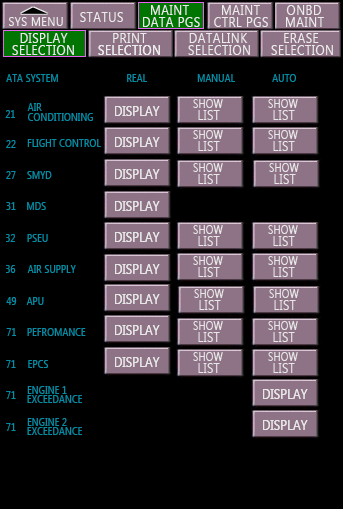 SYS MENU
STATUS
MAINT
DATA PGS
MAINT
CTRL PGS
ONBD
MAINT
DISPLAY
SELECTION
PRINT
SELECTION
DATALINK
SELECTION
ERASE
SELECTION
ATA SYSTEM REAL MANUAL AUTO
21 AIR
CONDITIONING
DISPLAY
SHOW
LIST
SHOW
LIST
22 FLIGHT CONTROL DISPLAY
SHOW
LIST
SHOW
LIST
27 SMYD DISPLAY
SHOW
LIST
SHOW
LIST
31 MDS DISPLAY
32 PSEU DISPLAY
SHOW
LIST
SHOW
LIST
36 AIR SUPPLY DISPLAY
SHOW
LIST
SHOW
LIST
49 APU DISPLAY
SHOW
LIST
SHOW
LIST
71 PEFROMANCE DISPLAY
SHOW
LIST
SHOW
LIST
71 EPCS DISPLAY
SHOW
LIST
SHOW
LIST
71 ENGINE 1
EXCEEDANCE
DISPLAY
71 ENGINE 2
EXCEEDANCE
DISPLAY